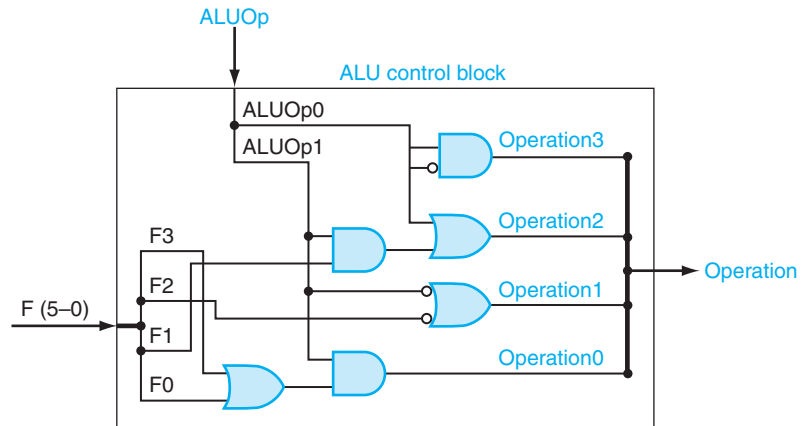 ALUOp
ALU control block
ALUOp0
ALUOp1
Operation3
Operation2
F3
F2
Operation
Operation1
F (5–0)
F1
Operation0
F0